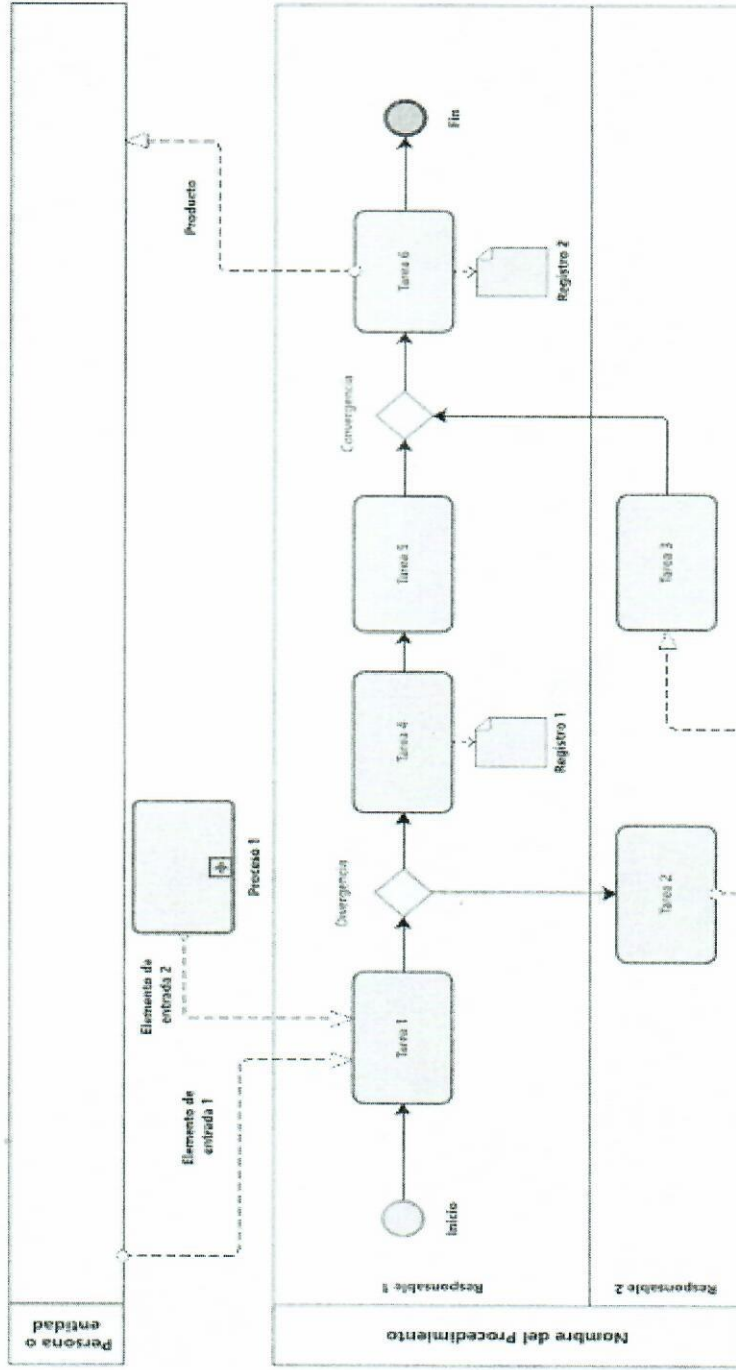 Persona o
entidad
Producto
Elemento de
entrada 1
Elemento de
entrada 2
Proceso 1
Nombre del Procedimiento
Responsable 1
Inicio
Tarea 1
Divergencia
Tarea 4
Registro 1
Tarea 5
Convergencia
Tarea 6
Registro 2
Fin
Responsable 2
Tarea 2
Tarea 3